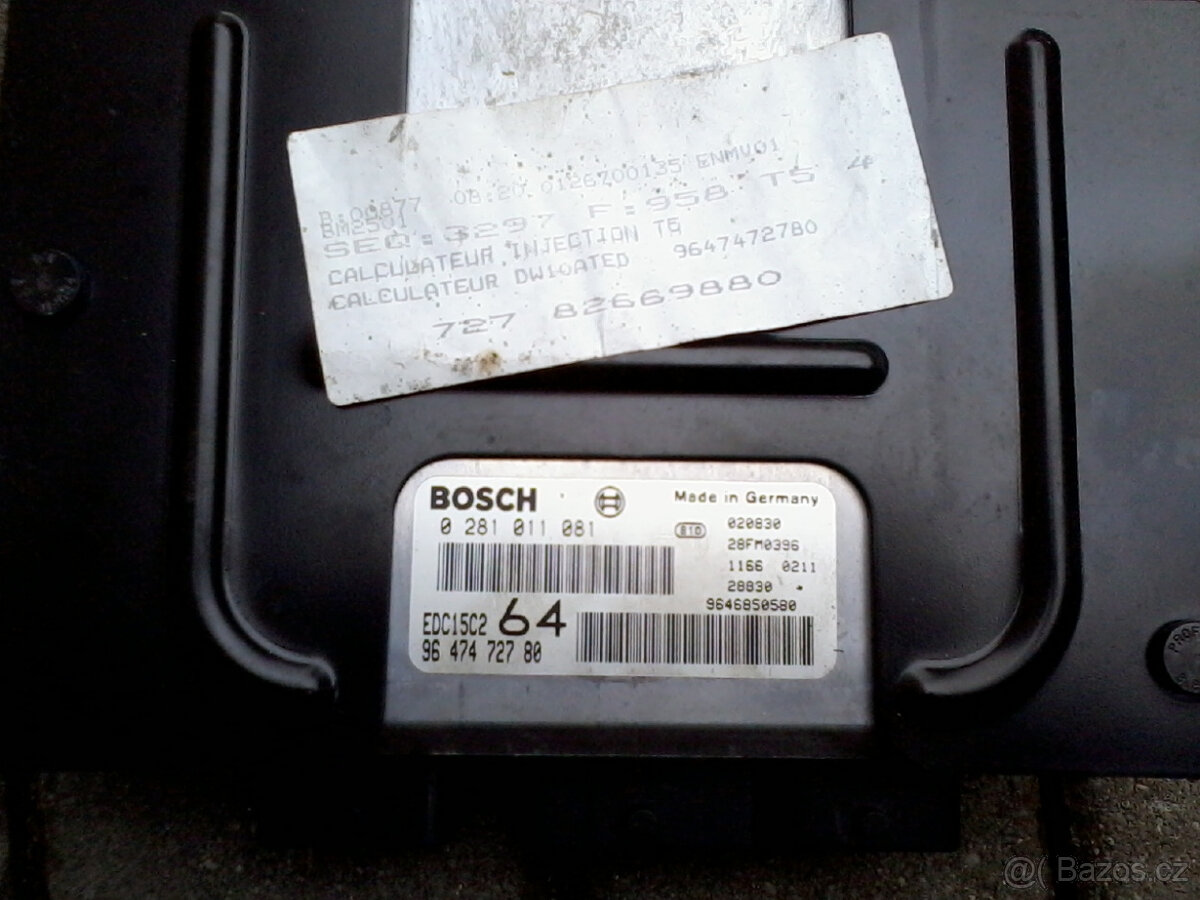 B:00877 08:20 0126700135 ENMV01
BM2501
SEQ:3297 F:958 T5 4
CALCULATEUR INJECTION T5
CALCULATEUR DW10ATED 9647472780
727 82669880
BOSCH
Made in Germany
0 281 011 081
B1D
020830
28FM0396
1166 0211
28830
9646850580
EDC15C2 64
96 474 727 80
@( Bazos.cz